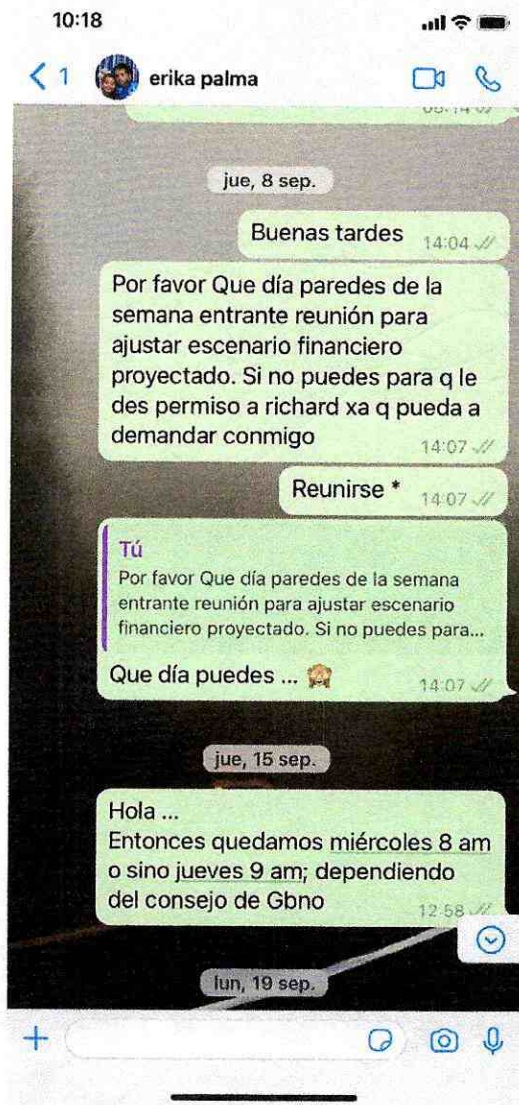 10:18
1 erika palma
jue, 8 sep.
Buenas tardes 14:04
Por favor Que día paredes de la
semana entrante reunión para
ajustar escenario financiero
proyectado. Si no puedes para q le
des permiso a richard xa q pueda a
demandar conmigo 14:07
Reunirse * 14:07
Tú
Por favor Que día paredes de la semana
entrante reunión para ajustar escenario
financiero proyectado. Si no puedes para...
Que día puedes ... 🙈 14:07
jue, 15 sep.
Hola ...
Entonces quedamos miércoles 8 am
o sino jueves 9 am; dependiendo
del consejo de Gbno 12:58
lun, 19 sep.